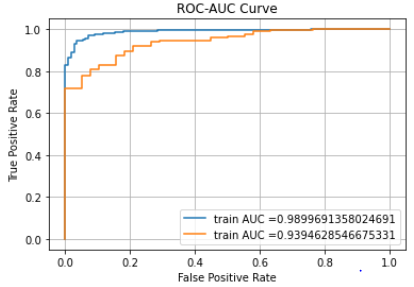 ROC-AUC Curve
True Positive Rate
1.0
0.8
0.6
0.4
0.2
0.0
train AUC =0.9899691358024691
train AUC =0.9394628546675331
0.0 0.2 0.4 0.6 0.8 1.0
False Positive Rate